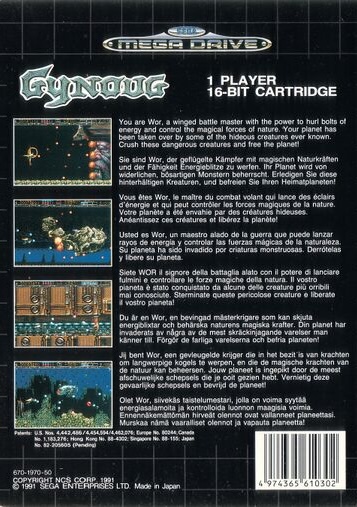 SEGA
MEGA DRIVE
GYNOUG
1 PLAYER
16-BIT CARTRIDGE
You are Wor, a winged battle master with the power to hurl bolts of
energy and control the magical forces of nature. Your planet has
been taken over by some of the hideous creatures ever known.
Crush these dangerous creatures and free the planet!
Sie sind Wor, der geflügelte Kämpfer mit magischen Naturkräften
und der Fähigkeit Energieblitze zu werfen. Ihr Planet wird von
widerlichen, bösartigen Monstern beherrscht. Erledigen Sie diese
hinterhältigen Kreaturen, und befreien Sie Ihren Heimatplaneten!
Vous êtes Wor, le maître du combat volant qui lance des éclairs
d'énergie et qui peut contrôler les forces magiques de la nature.
Votre planète a été envahie par des créatures hideuses.
Anéantissez ces créatures et libérez la planète!
Usted es Wor, un maestro alado de la guerra que puede lanzar
rayos de energía y controlar las fuerzas mágicas de la naturaleza.
Su planeta ha sido invadido por criaturas monstruosas. Derrótelas
y libere su planeta.
Siete WOR il signore della battaglia alato con il potere di lanciare
fulmini e controllare le forze magiche della natura. Il vostro
pianeta è stato conquistato da alcune delle creature più orribili
mai conosciute. Sterminate queste pericolose creature e liberate
il vostro pianeta!
Du är en Wor, en bevingad mästerkrigare som kan skjuta
energiblixtar och behärska naturens magiska krafter. Din planet har
invaderats av några av de mest skräckinjagande varelser man
känner till. Förgör de farliga varelserna och befria planeten!
Jij bent Wor, een gevleugelde krijger die in het bezit is van krachten
om langwerpige kogels te werpen, en die de magische krachten van
de natuur kan beheersen. Jouw planeet is ingepikt door de meest
afschuwelijke schepsels die je ooit gezien hebt. Vernietig deze
gevaarlijke schepsels en bevrijd de planeet!
Olet Wor, siivekäs taistelumestari, jolla on voima syytää
energiasalamoita ja kontrolloida luonnon maagisia voimia.
Ennennäkemättömän hirveät olennot ovat vallanneet planeettasi.
Murskaa nämä vaaralliset olennot ja vapauta planeetta!
Patents: U.S. Nos. 4,442,486/4,454,594/4,462,076; Europe No. 80244; Canada
No. 1,183,276; Hong Kong No. 88-4302; Singapore No. 88-155; Japan
No. 82-205605 (Pending)
670-1970-50
COPYRIGHT NCS CORP. 1991
© 1991 SEGA ENTERPRISES LTD. Made in Japan
4 974365 610302